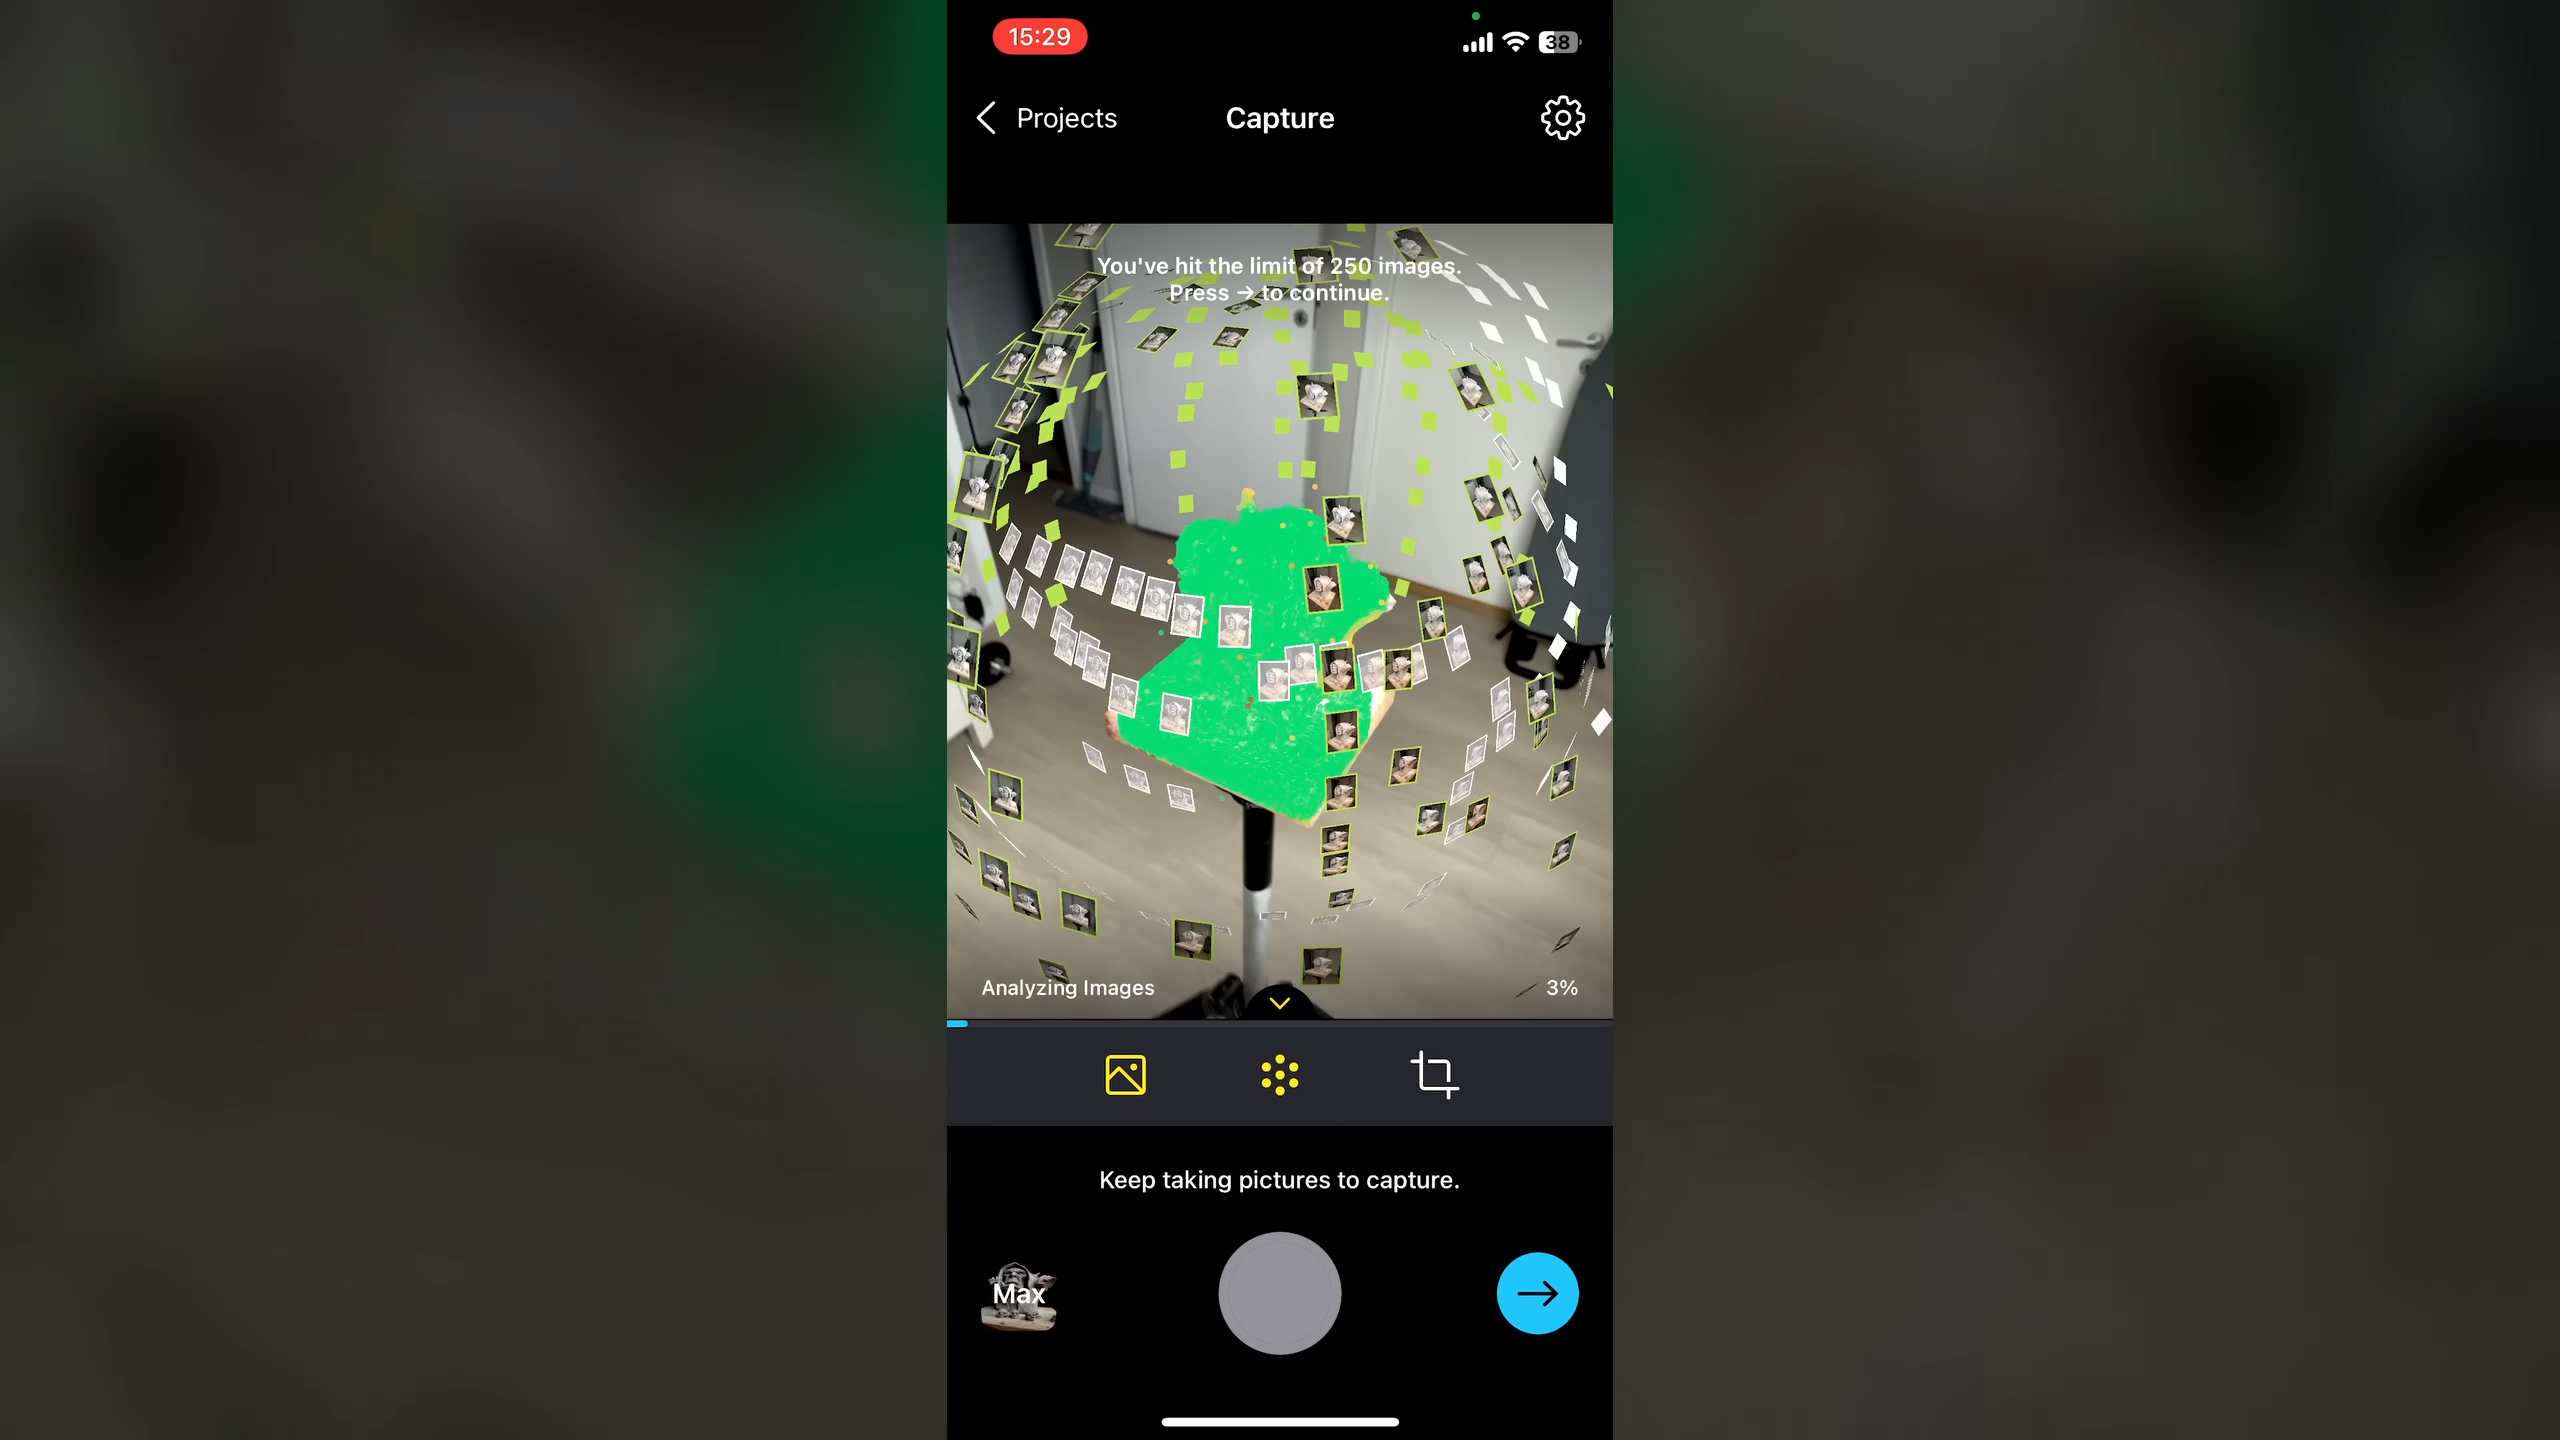 15:29
38
Projects
Capture
You've hit the limit of 250 images.
Press → to continue.
Analyzing Images
3%
Keep taking pictures to capture.
Max